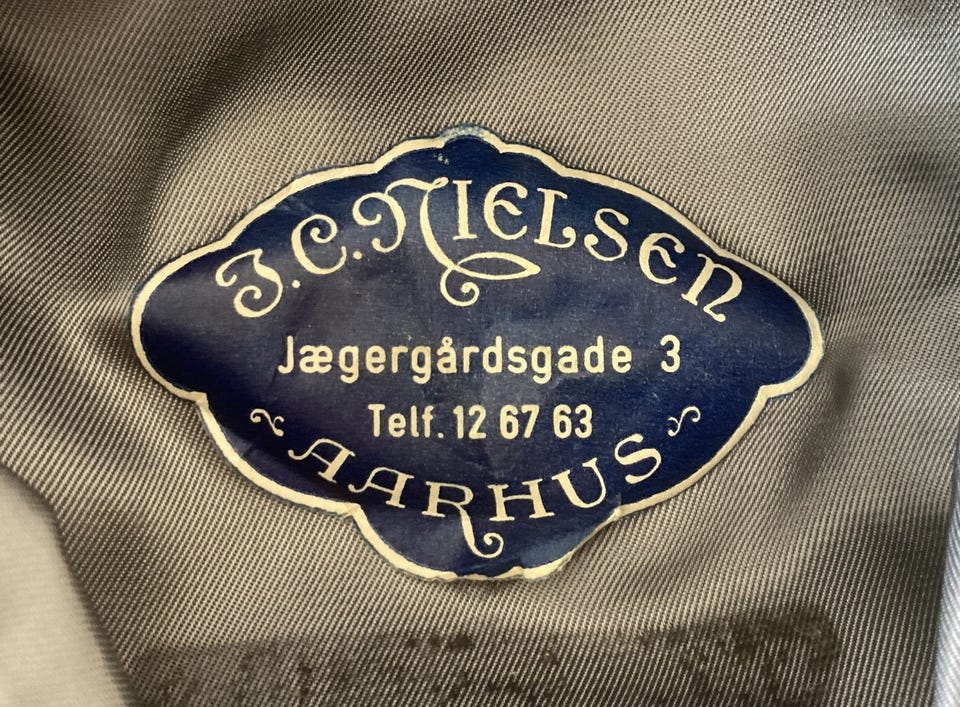 J.C. NIELSEN
Jægergårdsgade 3
Telf. 12 67 63
AARHUS